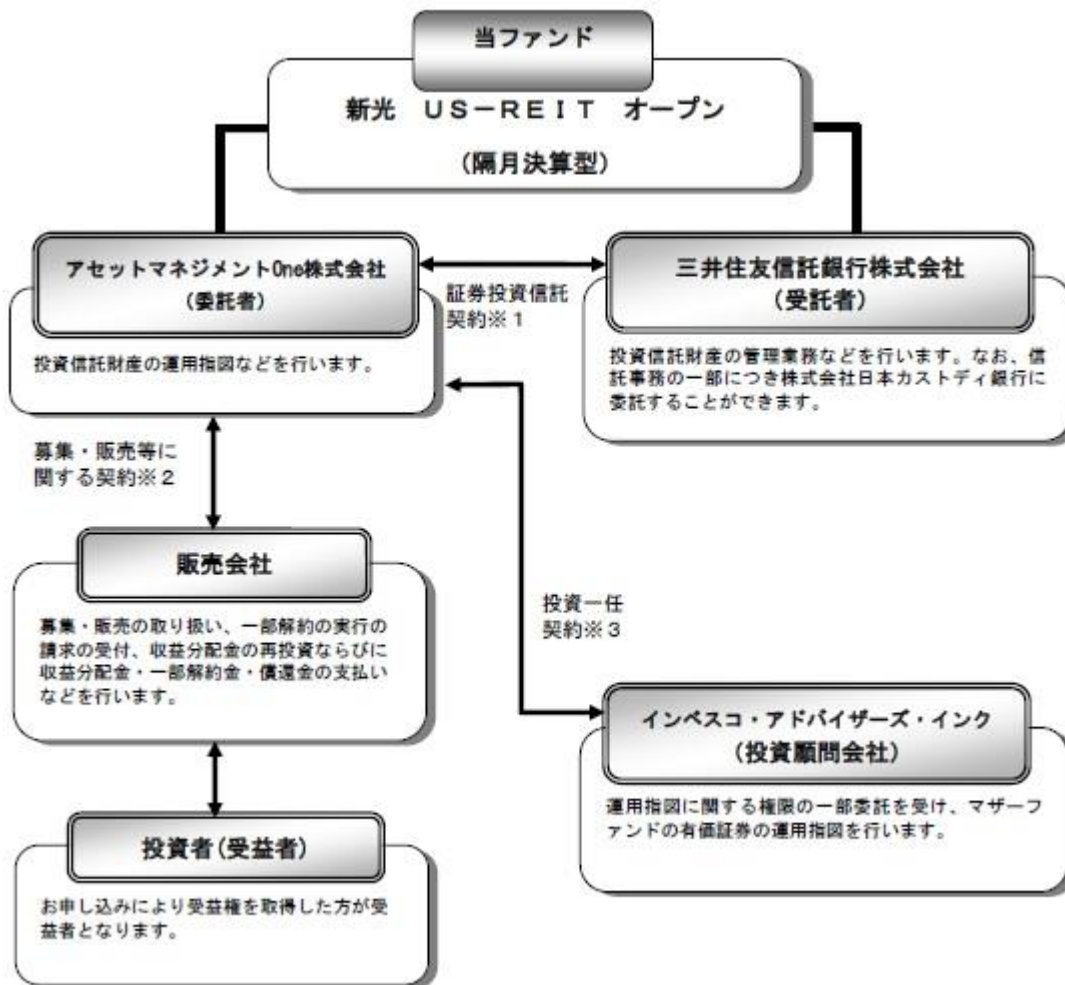 当ファンド
新光 US-REIT オープン
(隔月決算型)
アセットマネジメントOne株式会社
(委託者)
投資信託財産の運用指図などを行います。
証券投資信託
契約※1
三井住友信託銀行株式会社
(受託者)
投資信託財産の管理業務などを行います。なお、信
託事務の一部につき株式会社日本カストディ銀行に
委託することができます。
募集・販売等に
関する契約※2
販売会社
募集・販売の取り扱い、一部解約の実行の
請求の受付、収益分配金の再投資ならびに
収益分配金・一部解約金・償還金の支払い
などを行います。
投資一任
契約※3
インベスコ・アドバイザーズ・インク
(投資顧問会社)
運用指図に関する権限の一部委託を受け、マザーフ
ァンドの有価証券の運用指図を行います。
投資者(受益者)
お申し込みにより受益権を取得した方が受
益者となります。